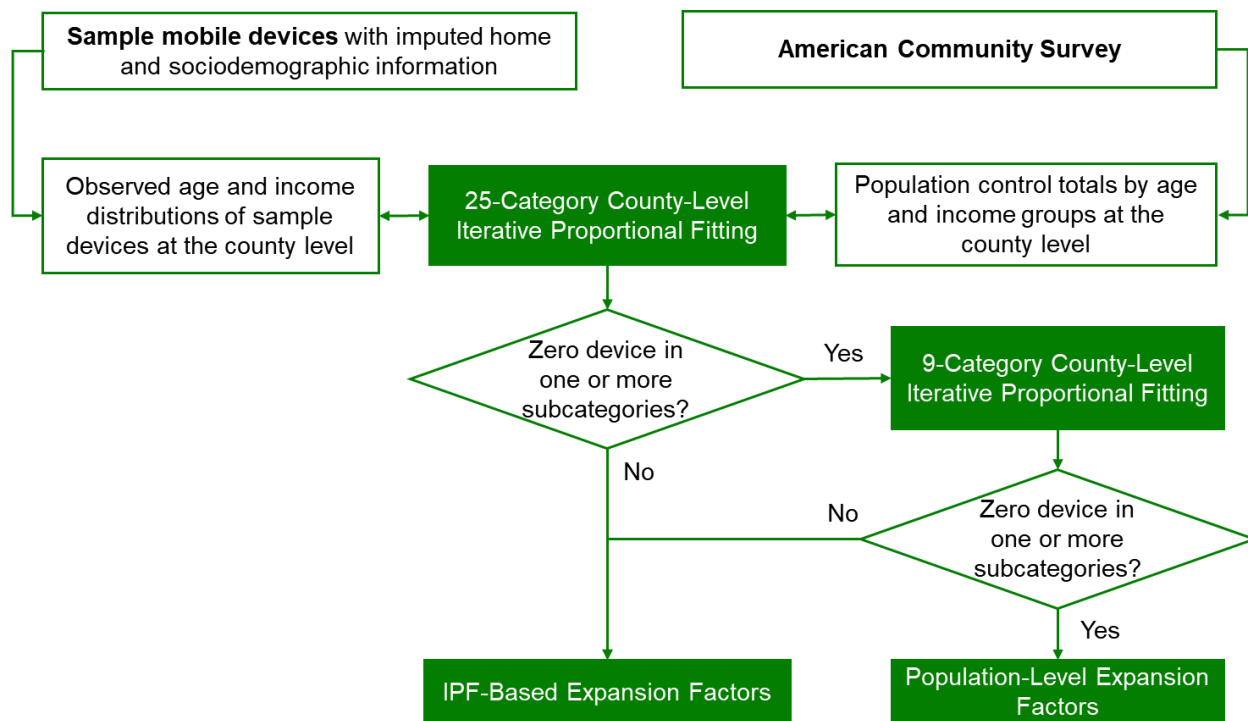 Sample mobile devices with imputed home
and sociodemographic information
American Community Survey
Observed age and income
distributions of sample
devices at the county level
25-Category County-Level
Iterative Proportional Fitting
Population control totals by age
and income groups at the
county level
Zero device in
one or more
subcategories?
Yes
9-Category County-Level
Iterative Proportional Fitting
No
No
Zero device in
one or more
subcategories?
Yes
IPF-Based Expansion Factors
Population-Level Expansion
Factors